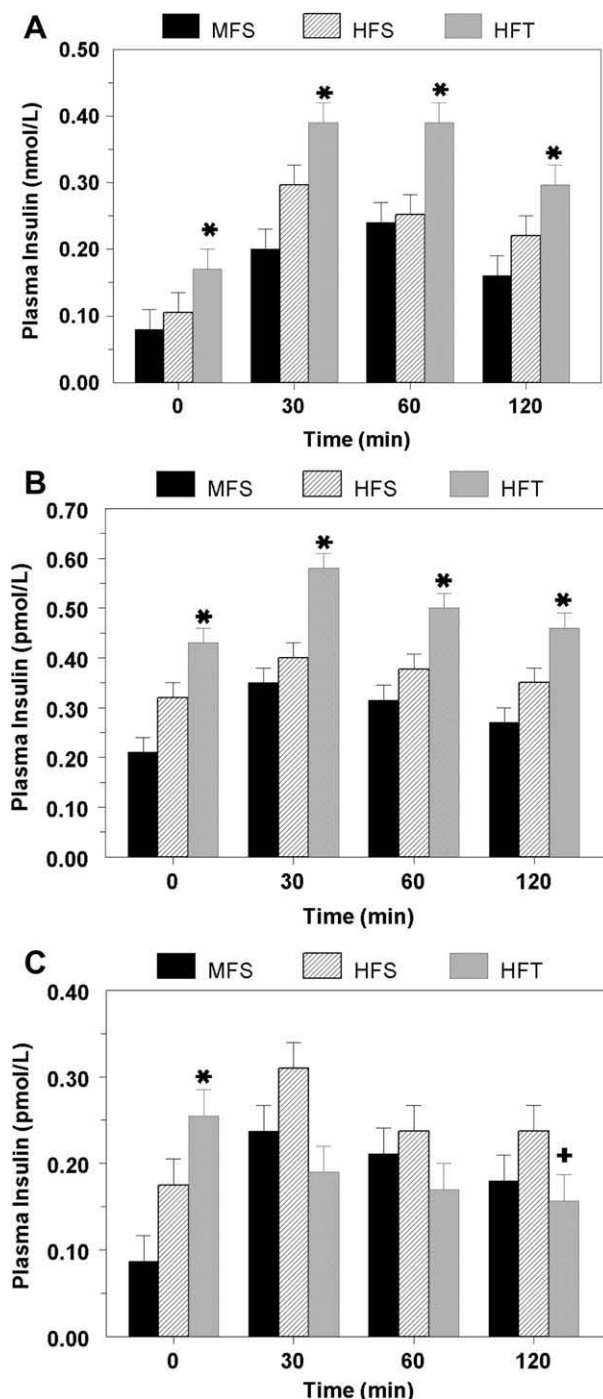 A
MFS HFS HFT
0.50
0.40
0.30
0.20
0.10
0.00
Plasma Insulin (nmol/L)
* * * *
0 30 60 120
Time (min)
B
MFS HFS HFT
0.70
0.60
0.50
0.40
0.30
0.20
0.10
0.00
Plasma Insulin (pmol/L)
* * * *
0 30 60 120
Time (min)
C
MFS HFS HFT
0.40
0.30
0.20
0.10
0.00
Plasma Insulin (pmol/L)
* +
0 30 60 120
Time (min)